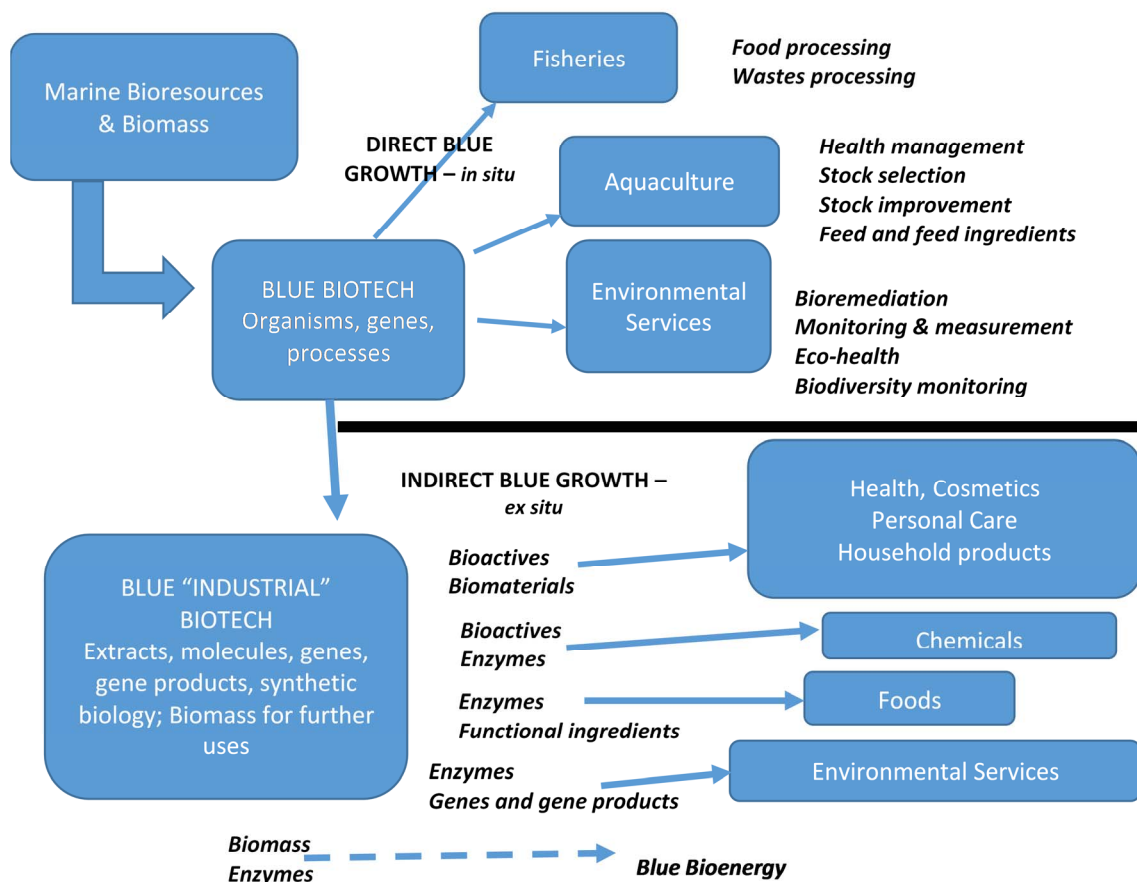 Marine Bioresources
& Biomass
Fisheries
Food processing
Wastes processing
DIRECT BLUE
GROWTH – in situ
Aquaculture
Health management
Stock selection
Stock improvement
Feed and feed ingredients
BLUE BIOTECH
Organisms, genes,
processes
Environmental
Services
Bioremediation
Monitoring & measurement
Eco-health
Biodiversity monitoring
INDIRECT BLUE GROWTH –
ex situ
Health, Cosmetics
Personal Care
Household products
Bioactives
Biomaterials
BLUE “INDUSTRIAL”
BIOTECH
Extracts, molecules, genes,
gene products, synthetic
biology; Biomass for further
uses
Bioactives
Enzymes
Chemicals
Enzymes
Functional ingredients
Foods
Enzymes
Genes and gene products
Environmental Services
Biomass
Enzymes
Blue Bioenergy